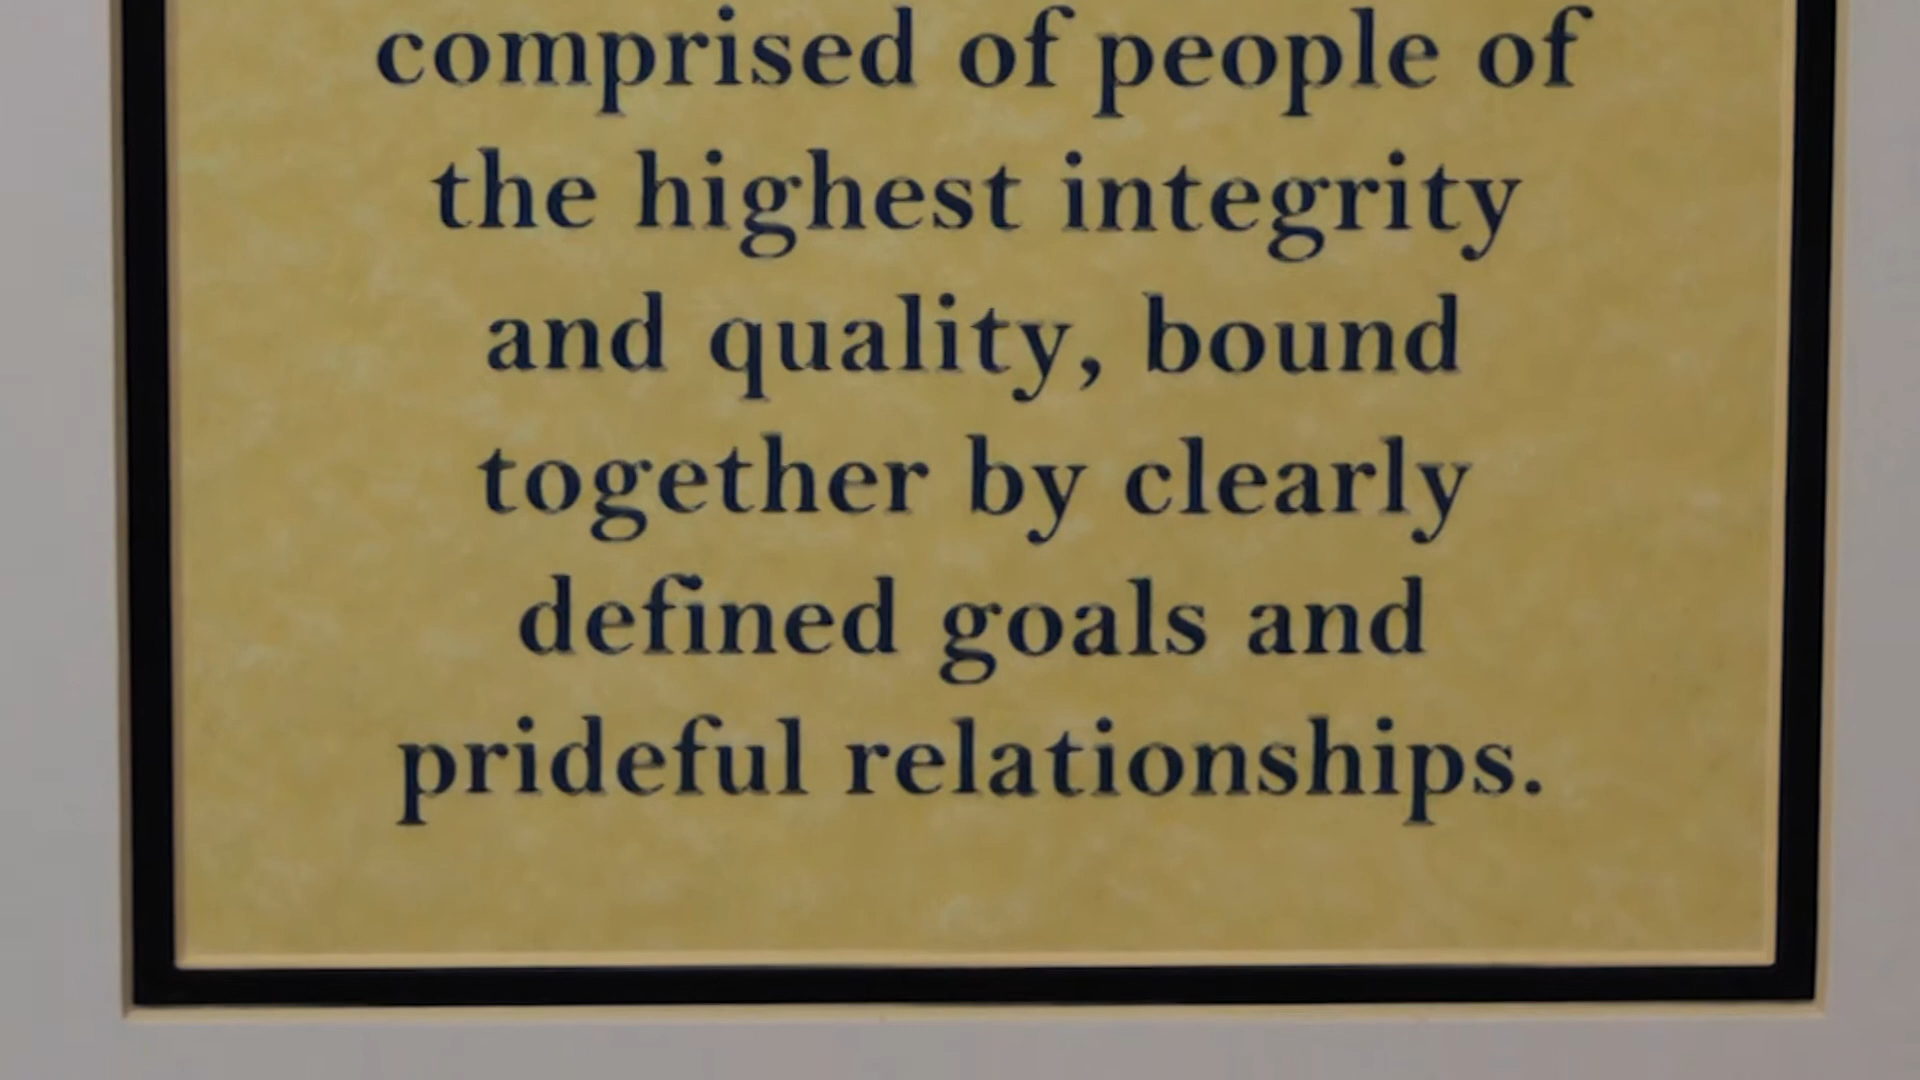 comprised of people of
the highest integrity
and quality, bound
together by clearly
defined goals and
prideful relationships.